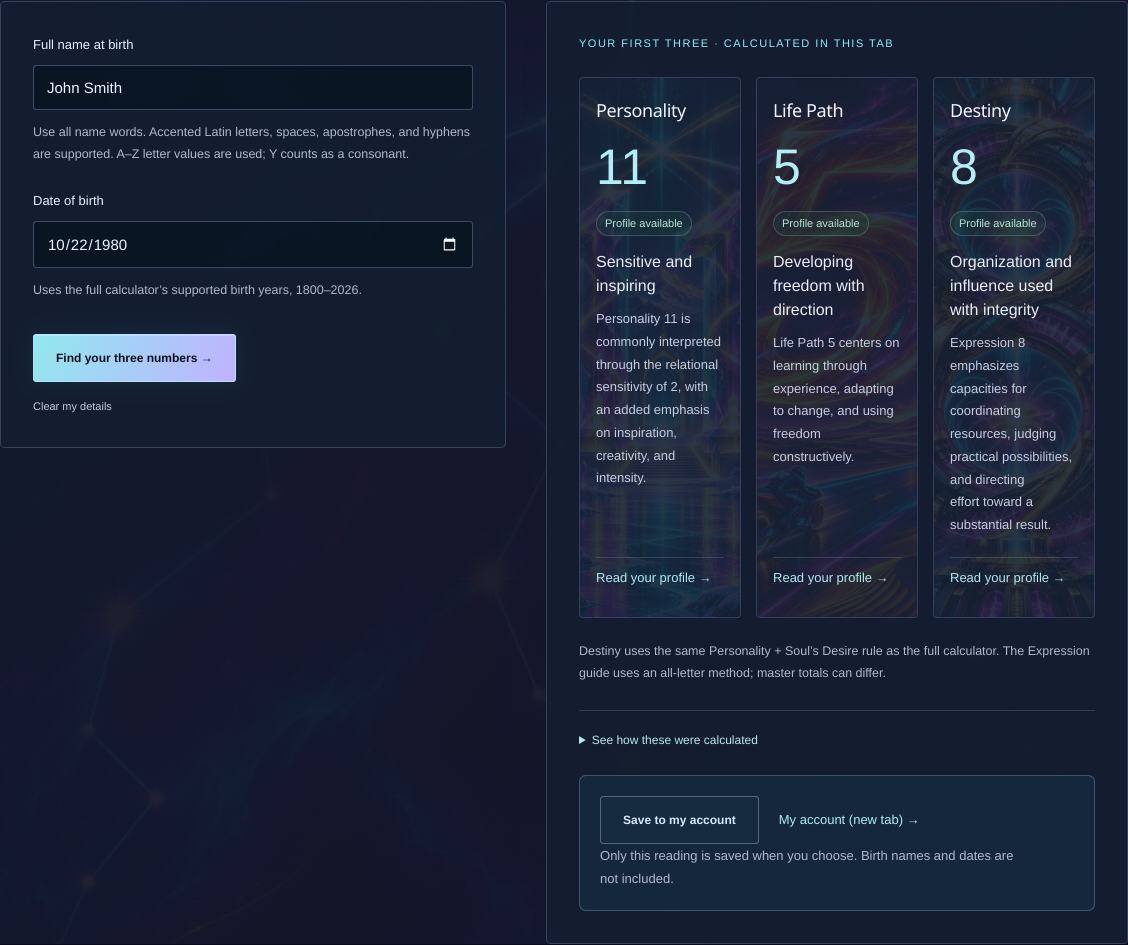 Full name at birth
John Smith
Use all name words. Accented Latin letters, spaces, apostrophes, and hyphens
are supported. A–Z letter values are used; Y counts as a consonant.
Date of birth
10/22/1980
Uses the full calculator's supported birth years, 1800–2026.
Find your three numbers →
Clear my details
YOUR FIRST THREE · CALCULATED IN THIS TAB
Personality
11
Profile available
Sensitive and
inspiring
Personality 11 is
commonly interpreted
through the relational
sensitivity of 2, with
an added emphasis
on inspiration,
creativity, and
intensity.
Read your profile →
Life Path
5
Profile available
Developing
freedom with
direction
Life Path 5 centers on
learning through
experience, adapting
to change, and using
freedom
constructively.
Read your profile →
Destiny
8
Profile available
Organization and
influence used
with integrity
Expression 8
emphasizes
capacities for
coordinating
resources, judging
practical possibilities,
and directing
effort toward a
substantial result.
Read your profile →
Destiny uses the same Personality + Soul's Desire rule as the full calculator. The Expression
guide uses an all-letter method; master totals can differ.
▶ See how these were calculated
Save to my account
My account (new tab) →
Only this reading is saved when you choose. Birth names and dates are
not included.